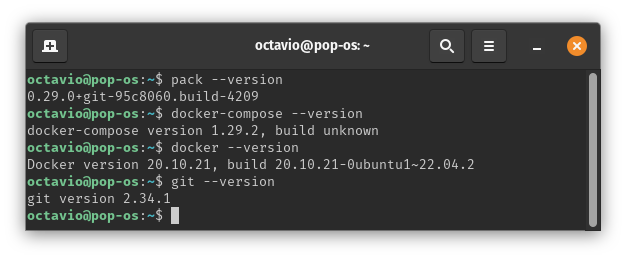 octavio@pop-os: ~
octavio@pop-os:~$ pack --version
0.29.0+git-95c8060.build-4209
octavio@pop-os:~$ docker-compose --version
docker-compose version 1.29.2, build unknown
octavio@pop-os:~$ docker --version
Docker version 20.10.21, build 20.10.21-0ubuntu1~22.04.2
octavio@pop-os:~$ git --version
git version 2.34.1
octavio@pop-os:~$